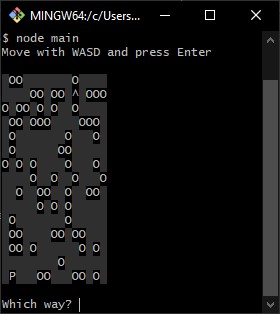 MINGW64:/c/Users...
$ node main
Move with WASD and press Enter
 OO       O
    OO OO ^ OOO
O OO O O  O
 OO OOO    OOO
 O       O   O
 O      OO
O O O    O   O
    O  O  O   O
  O  OO  O  OO
     O O O
 O       O
 OO    OO OO
 OO O      O O
        O
 P   OO   OO O
Which way?